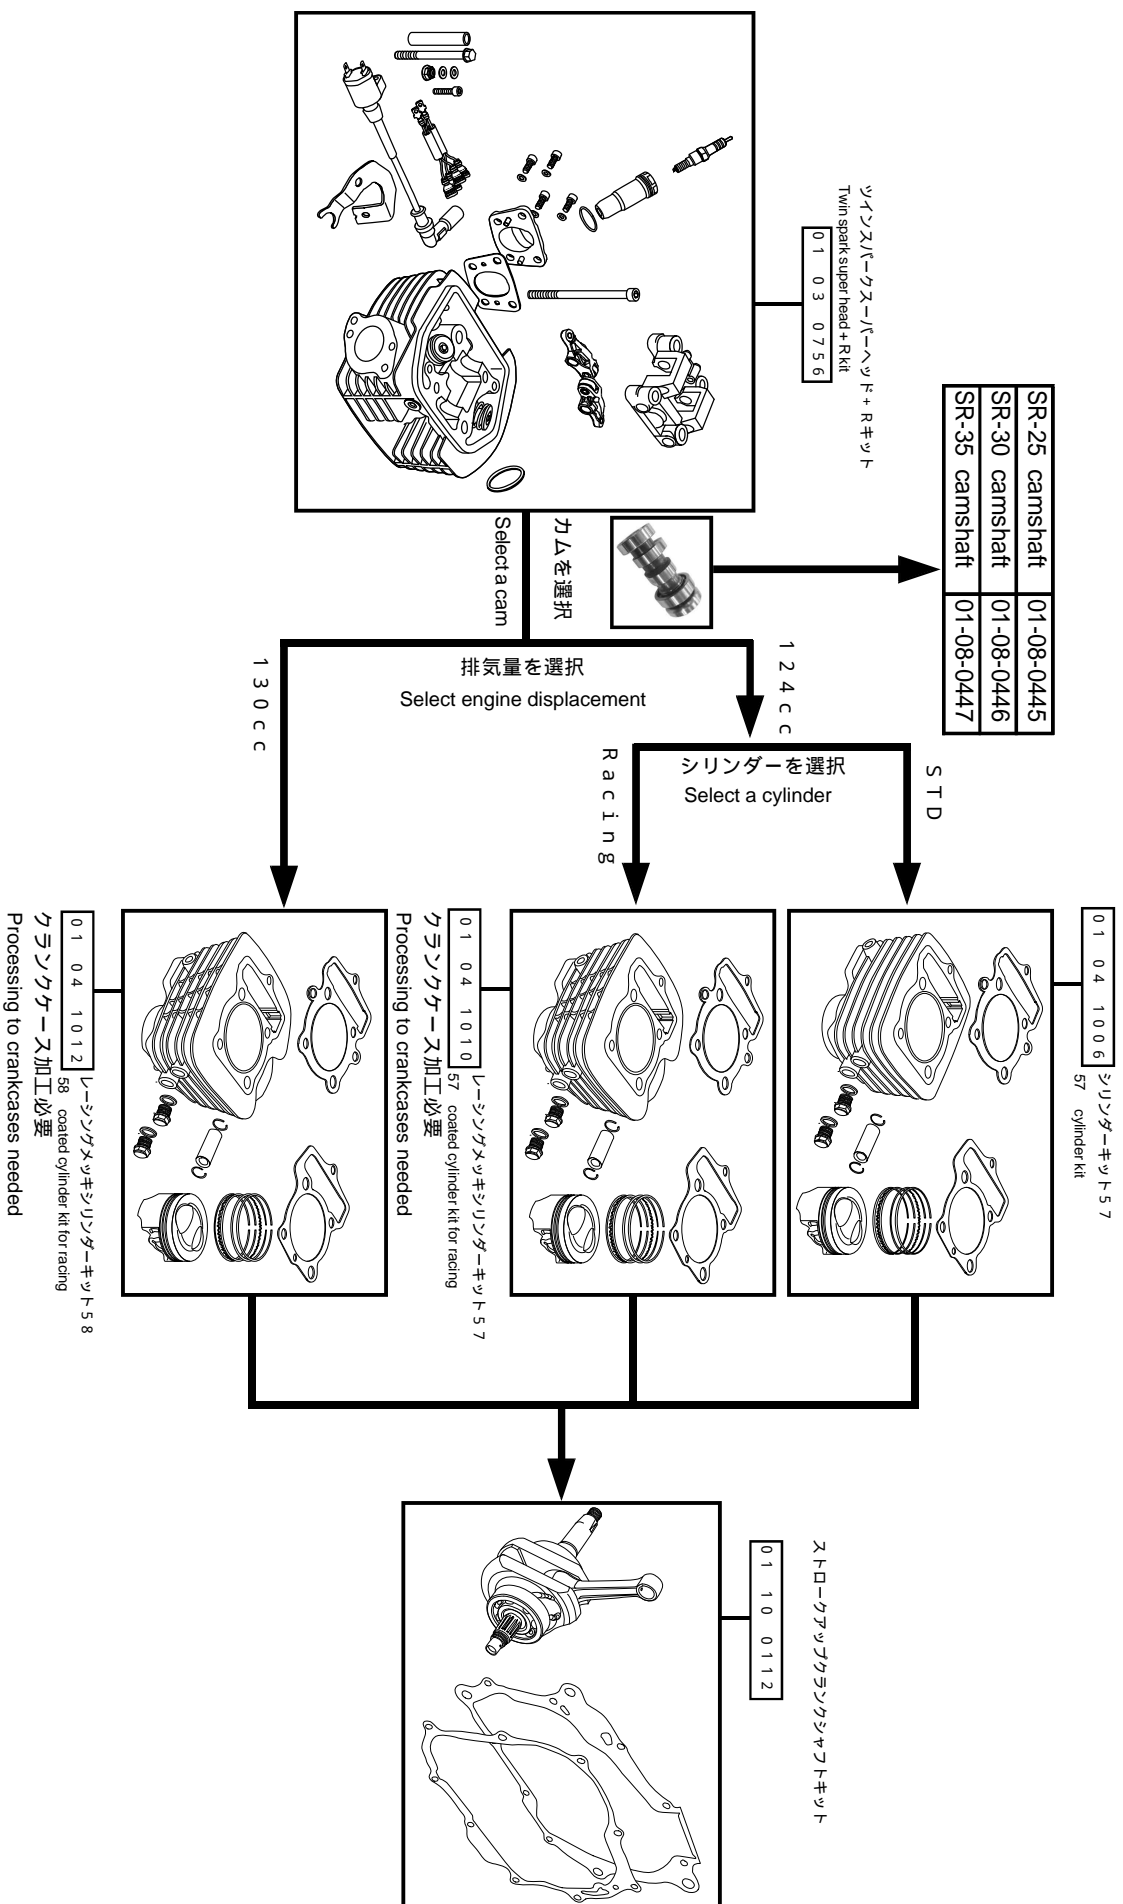 ツインスパークスーパーヘッド+Rキット
Twin spark super head + R kit
01 03 0756
SR-25 camshaft 01-08-0445
SR-30 camshaft 01-08-0446
SR-35 camshaft 01-08-0447
カムを選択
Select a cam
排気量を選択
Select engine displacement
124cc
130cc
シリンダーを選択
Select a cylinder
STD
Racing
01 04 1006
シリンダーキット57
57 cylinder kit
01 04 1010
レーシングメッキシリンダーキット57
57 coated cylinder kit for racing
クランクケース加工必要
Processing to crankcases needed
01 04 1012
レーシングメッキシリンダーキット58
58 coated cylinder kit for racing
クランクケース加工必要
Processing to crankcases needed
ストロークアップクランクシャフトキット
01 10 0112